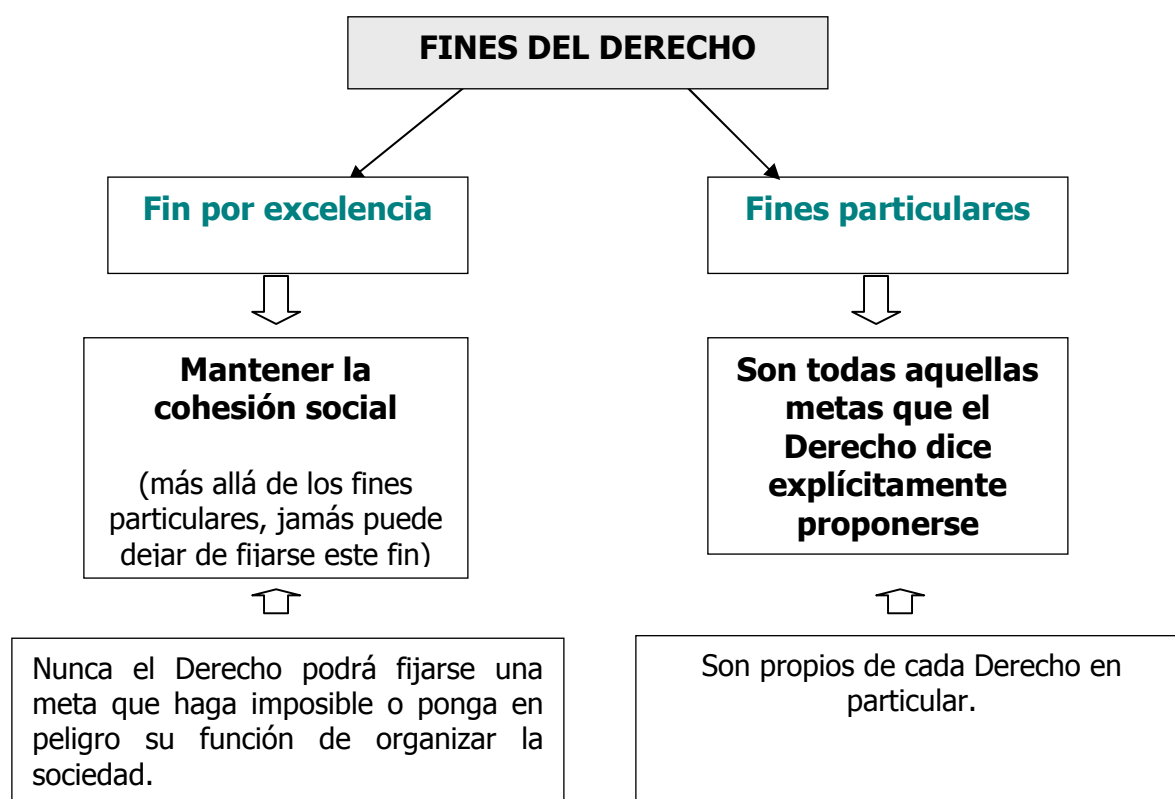 FINES DEL DERECHO
Fin por excelencia
Fines particulares
Mantener la
cohesión social
(más allá de los fines
particulares, jamás puede
dejar de fijarse este fin)
Son todas aquellas
metas que el
Derecho dice
explícitamente
proponerse
Nunca el Derecho podrá fijarse una
meta que haga imposible o ponga en
peligro su función de organizar la
sociedad.
Son propios de cada Derecho en
particular.